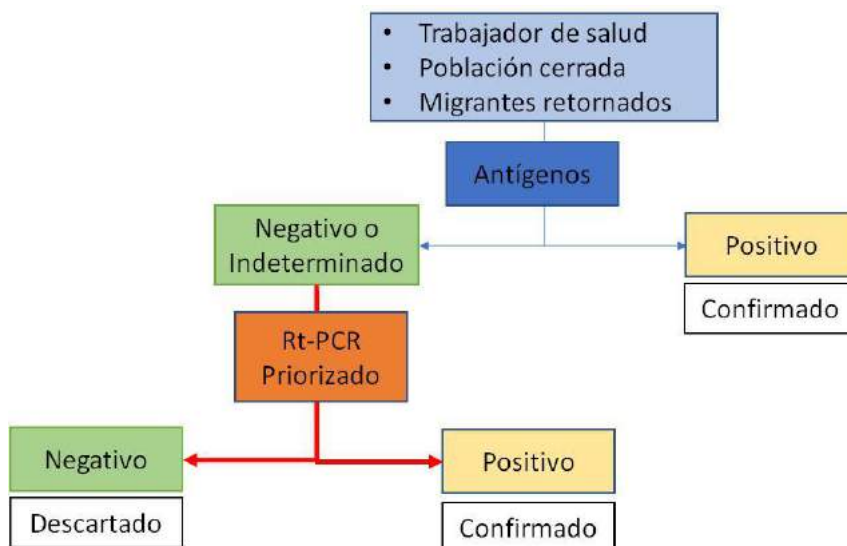 • Trabajador de salud
• Población cerrada
• Migrantes retornados
Antígenos
Negativo o
Indeterminado
Positivo
Confirmado
Rt-PCR
Priorizado
Negativo
Positivo
Descartado
Confirmado